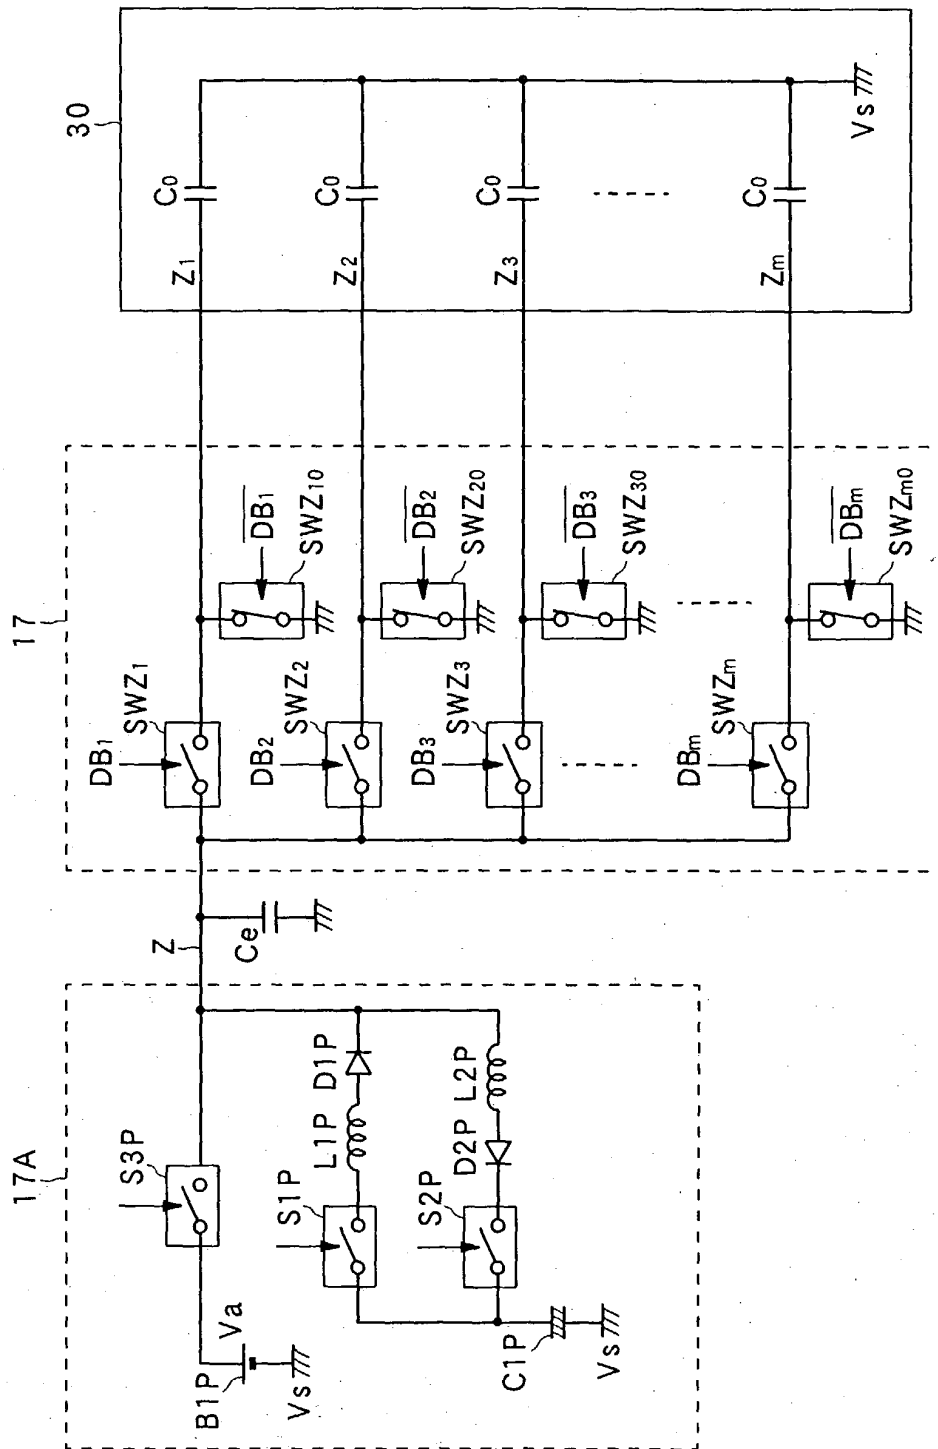 30
C0
C0
C0
C0
Z1
Z2
Z3
Zm
Vs
17
DB1
SWZ10
DB2
SWZ20
DB3
SWZ30
DBm
SWZm0
DB1
SWZ1
DB2
SWZ2
DB3
SWZ3
DBm
SWZm
Z
Ce
17A
S3P
S1P
L1P
D1P
S2P
D2P
L2P
B1P
Va
Vs
C1P
Vs